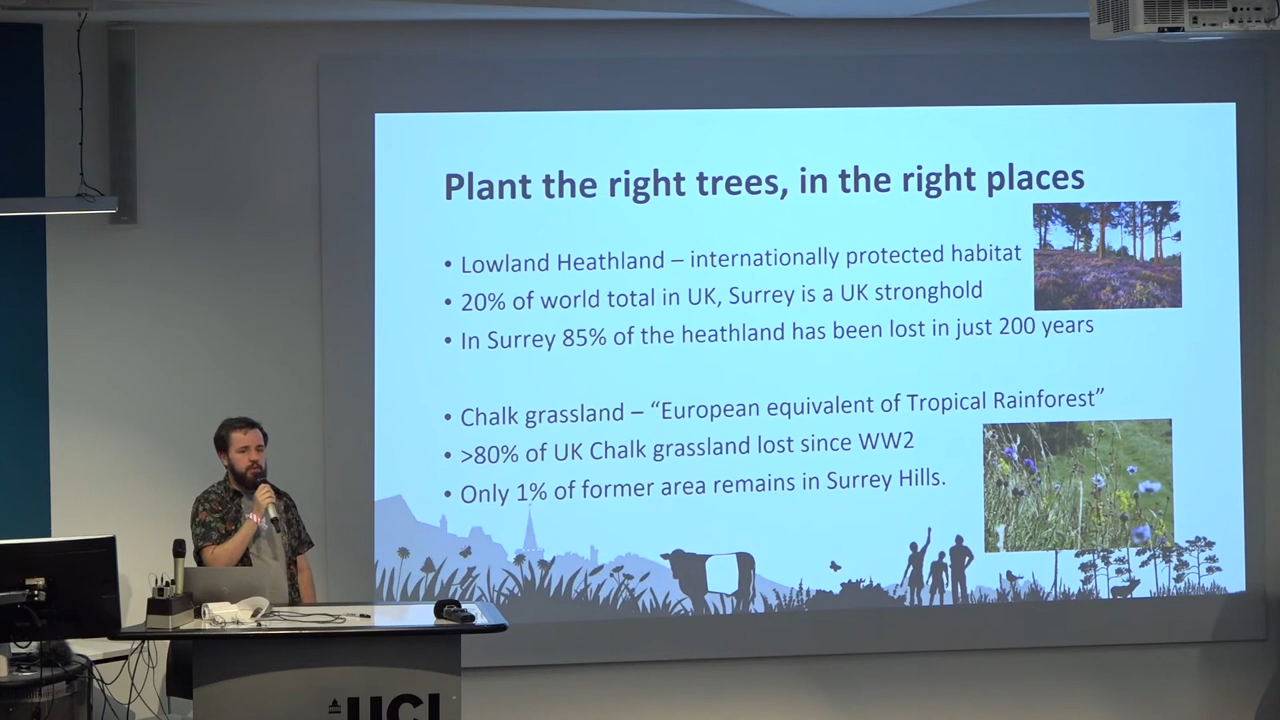 Plant the right trees, in the right places
• Lowland Heathland – internationally protected habitat
• 20% of world total in UK, Surrey is a UK stronghold
• In Surrey 85% of the heathland has been lost in just 200 years
• Chalk grassland – “European equivalent of Tropical Rainforest”
• >80% of UK Chalk grassland lost since WW2
• Only 1% of former area remains in Surrey Hills.
UCL